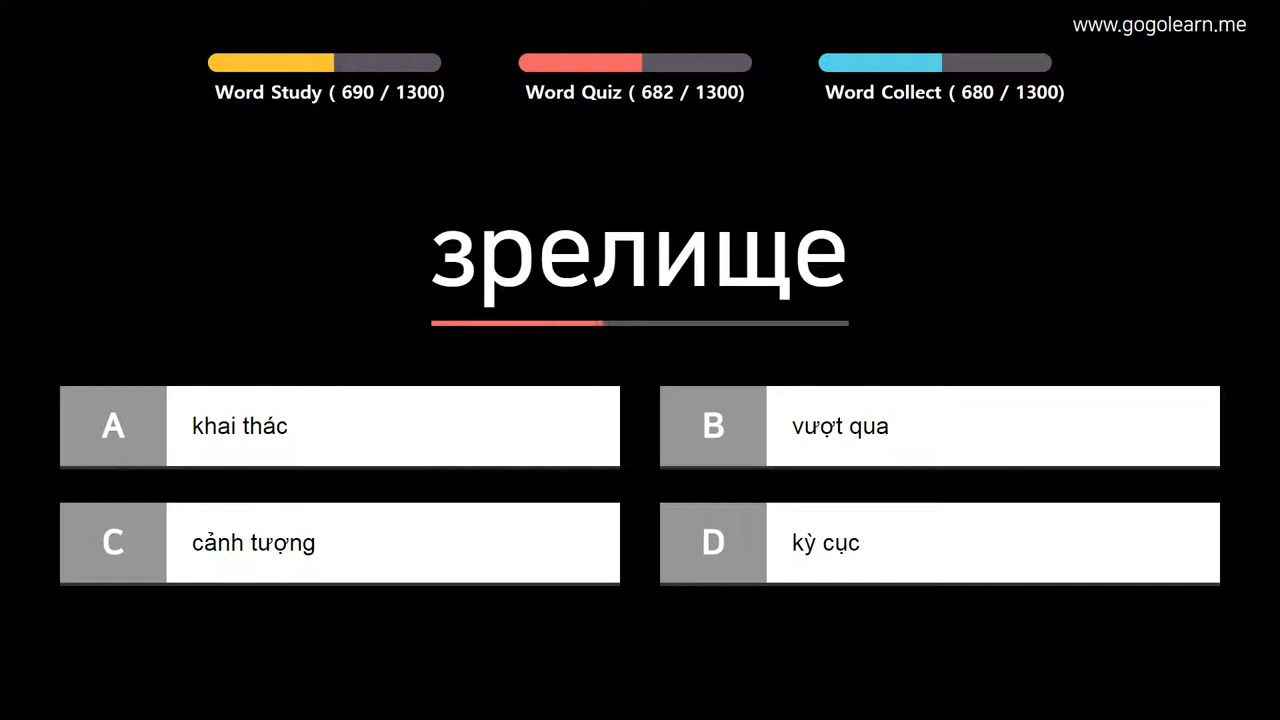 www.gogolearn.me
Word Study ( 690 / 1300)
Word Quiz ( 682 / 1300)
Word Collect ( 680 / 1300)
зрелище
A khai thác
B vượt qua
C cảnh tượng
D kỳ cục